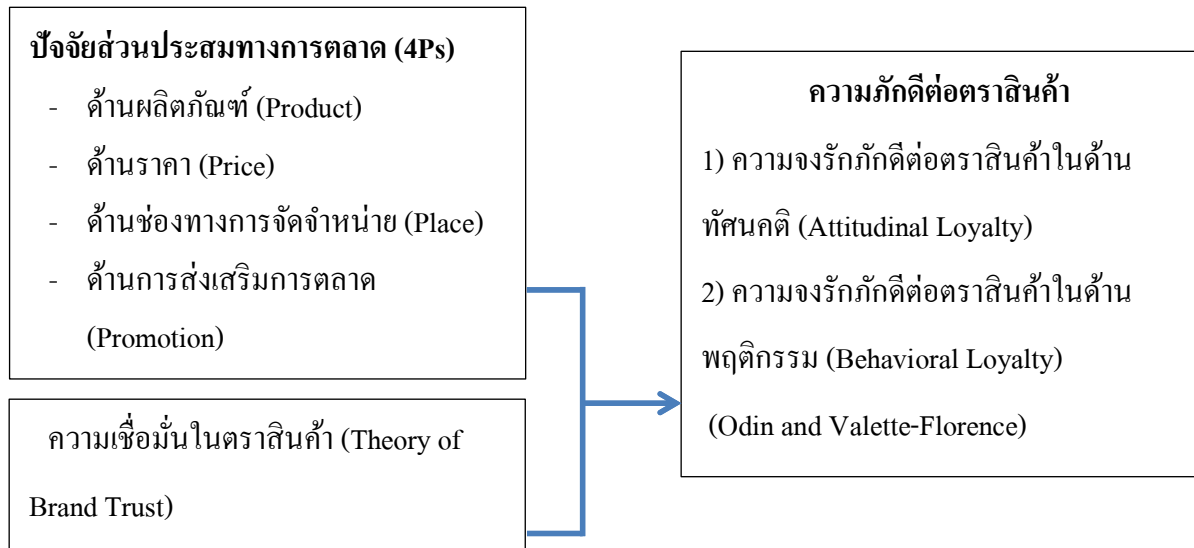 ปัจจัยส่วนประสมทางการตลาด (4Ps)
- ด้านผลิตภัณฑ์ (Product)
- ด้านราคา (Price)
- ด้านช่องทางการจัดจำหน่าย (Place)
- ด้านการส่งเสริมการตลาด
(Promotion)
ความเชื่อมั่นในตราสินค้า (Theory of
Brand Trust)
ความภักดีต่อตราสินค้า
1) ความจงรักภักดีต่อตราสินค้าในด้าน
ทัศนคติ (Attitudinal Loyalty)
2) ความจงรักภักดีต่อตราสินค้าในด้าน
พฤติกรรม (Behavioral Loyalty)
(Odin and Valette-Florence)